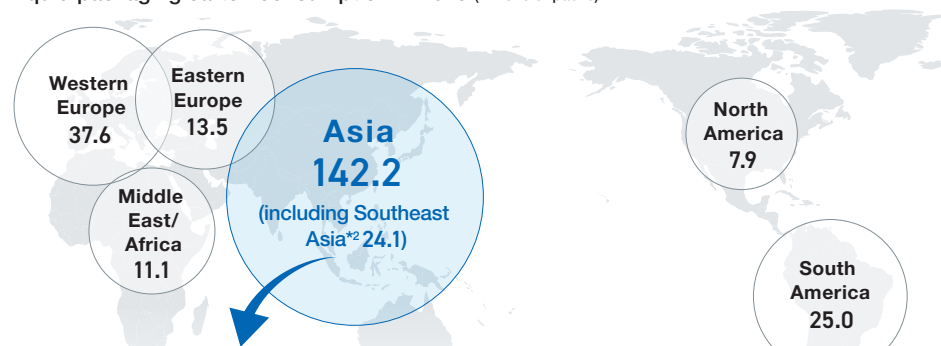 Western
Europe
37.6
Eastern
Europe
13.5
Asia
142.2
(including Southeast
Asia*2 24.1)
Middle
East/
Africa
11.1
North
America
7.9
South
America
25.0